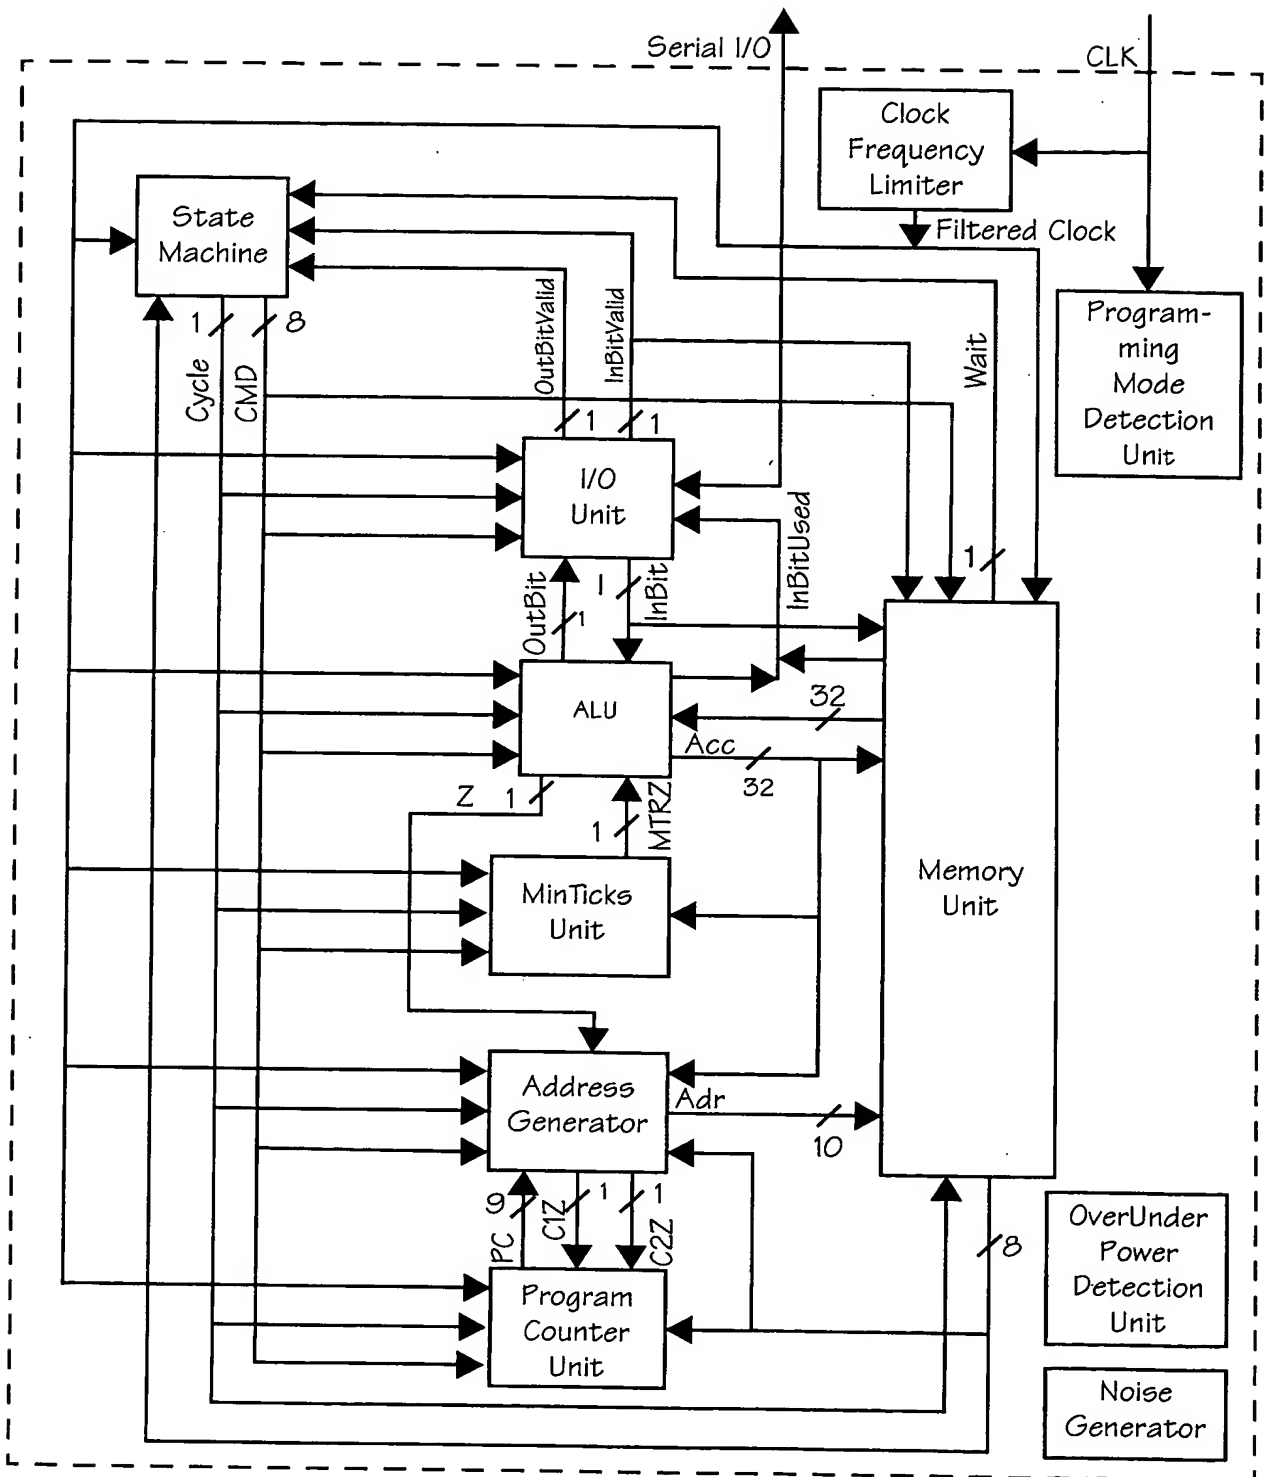 Serial I/O
CLK
Clock
Frequency
Limiter
Filtered Clock
State
Machine
Program-
ming
Mode
Detection
Unit
1
8
Cycle
CMD
OutBitValid
InBitValid
Wait
1
1
I/O
Unit
1
InBitUsed
OutBit
1
1
InBit
ALU
32
Acc
32
Z
1
1
MTRZ
MinTicks
Unit
Memory
Unit
Address
Generator
Adr
10
9
PC
C1Z
1
1
C2Z
8
Program
Counter
Unit
OverUnder
Power
Detection
Unit
Noise
Generator